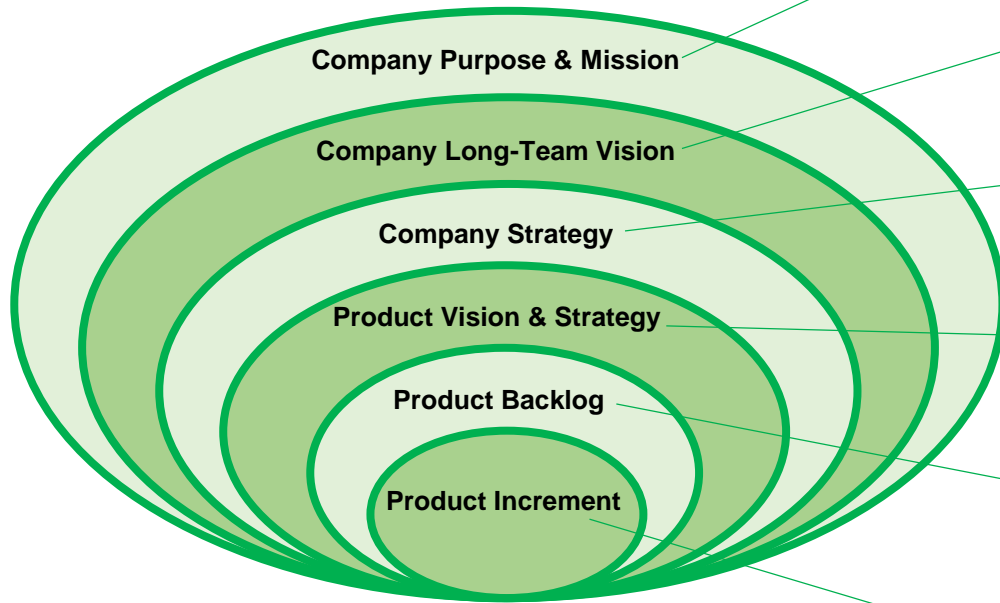 Company Purpose & Mission
Company Long-Team Vision
Company Strategy
Product Vision & Strategy
Product Backlog
Product Increment